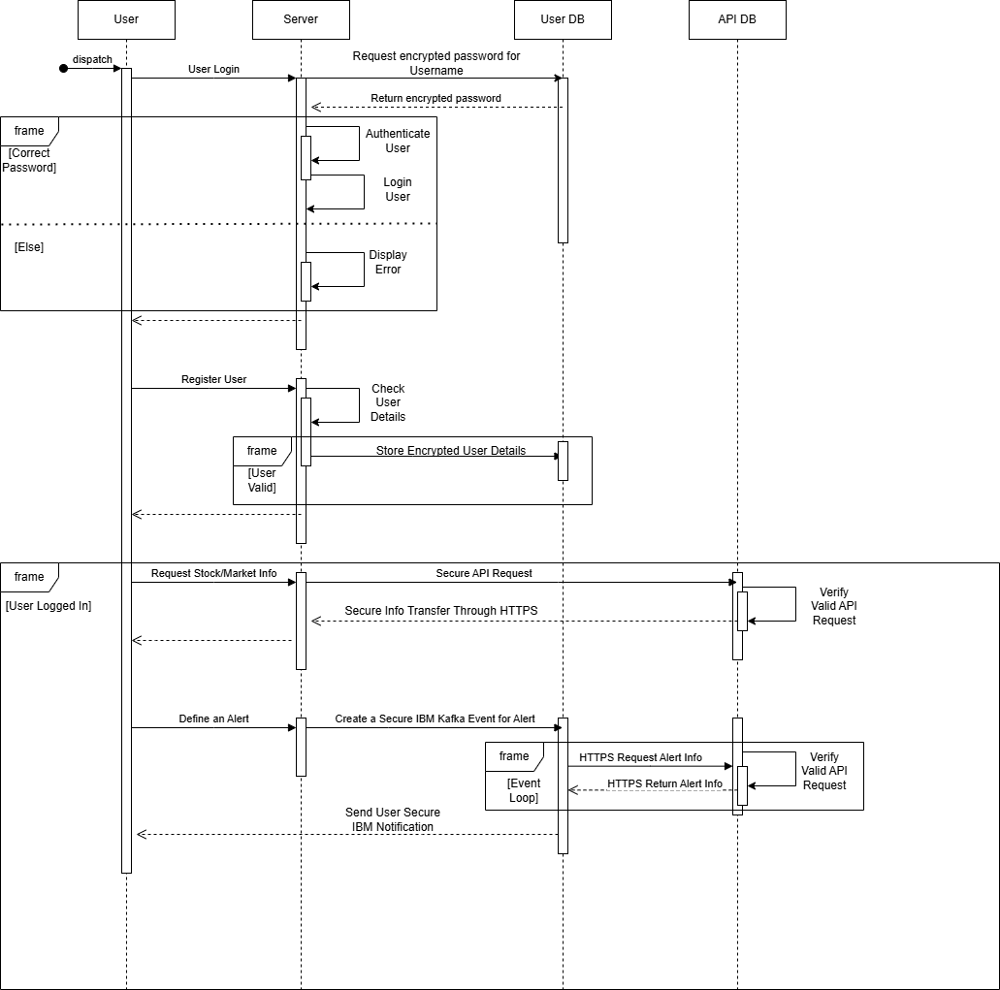 User
Server
User DB
API DB
dispatch
User Login
Request encrypted password for
Username
Return encrypted password
frame
[Correct
Password]
Authenticate
User
Login
User
[Else]
Display
Error
Register User
Check
User
Details
frame
[User
Valid]
Store Encrypted User Details
frame
[User Logged In]
Request Stock/Market Info
Secure API Request
Verify
Valid API
Request
Secure Info Transfer Through HTTPS
Define an Alert
Create a Secure IBM Kafka Event for Alert
frame
[Event
Loop]
HTTPS Request Alert Info
Verify
Valid API
Request
HTTPS Return Alert Info
Send User Secure
IBM Notification